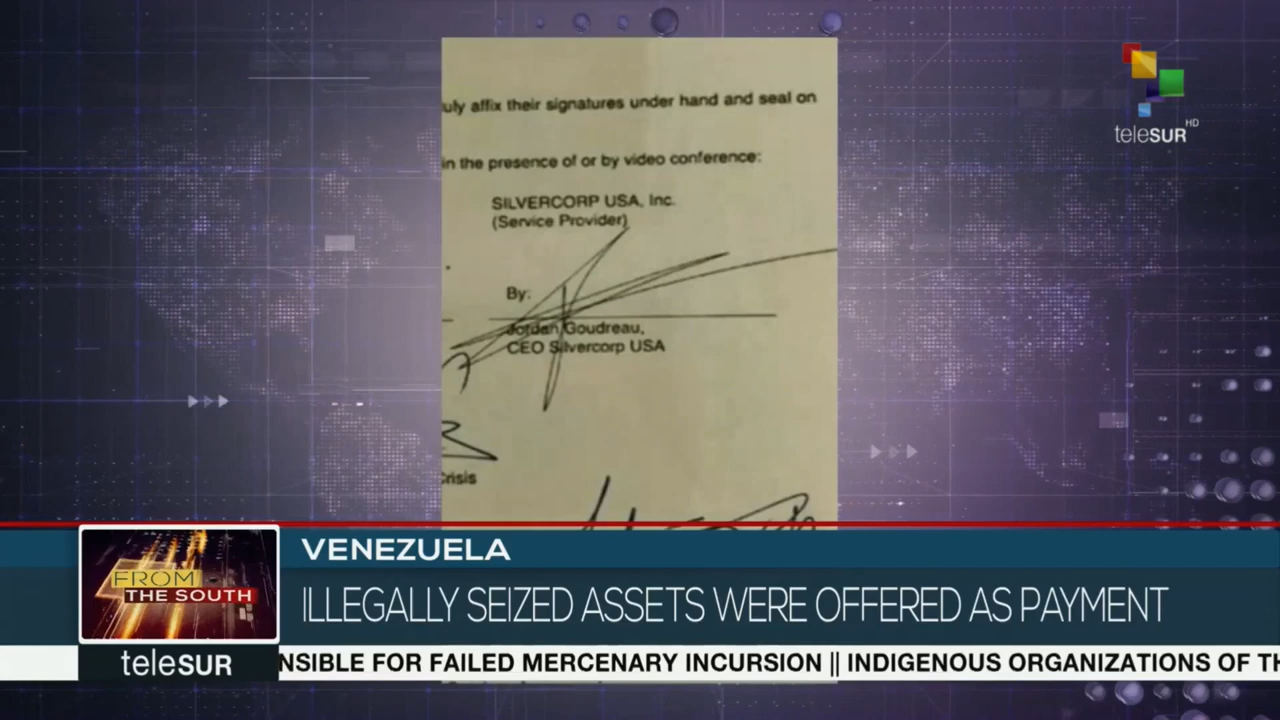 uly affix their signatures under hand and seal on
in the presence of or by video conference:
SILVERCORP USA, Inc.
(Service Provider)
By:
Jordan Goudreau,
CEO Silvercorp USA
Crisis
teleSUR HD
VENEZUELA
FROM
THE SOUTH
ILLEGALLY SEIZED ASSETS WERE OFFERED AS PAYMENT
teleSUR
NSIBLE FOR FAILED MERCENARY INCURSION || INDIGENOUS ORGANIZATIONS OF TH